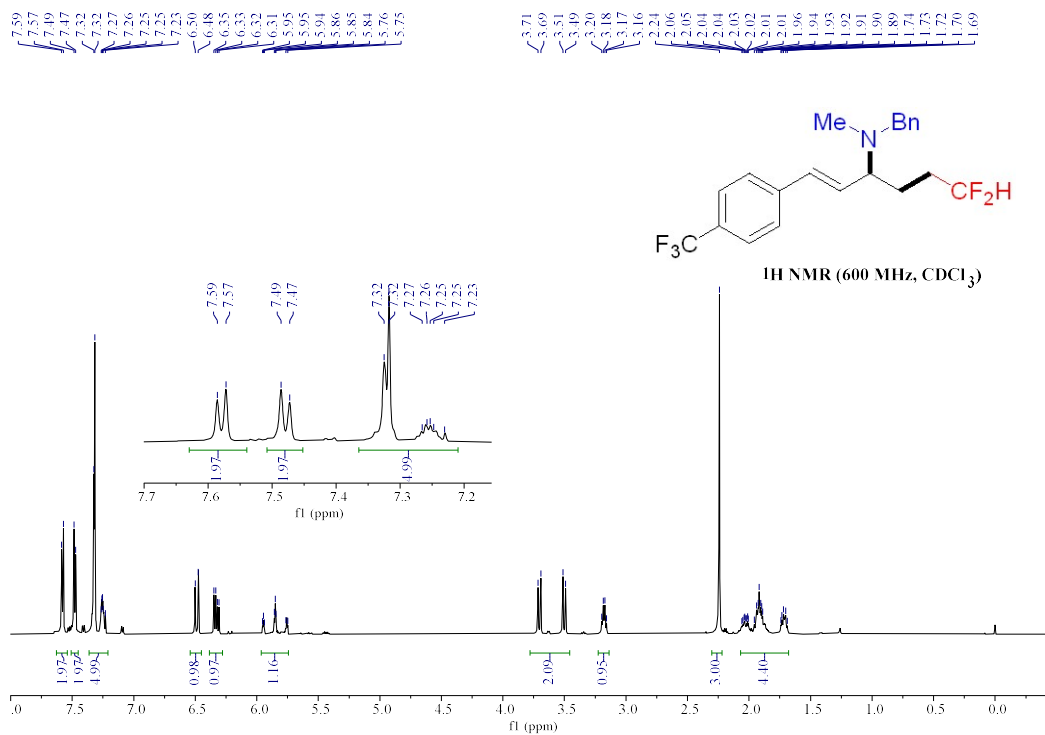 7.59 7.57 7.49 7.47 7.32 7.32 7.27 7.26 7.25 7.25 7.23 6.50 6.48 6.35 6.33 6.32 6.31 5.95 5.95 5.94 5.86 5.85 5.84 5.76 5.75 3.71 3.69 3.51 3.49 3.20 3.18 3.17 3.16 2.24 2.06 2.05 2.04 2.04 2.03 2.02 2.01 2.01 1.96 1.94 1.93 1.92 1.91 1.90 1.89 1.74 1.73 1.72 1.70 1.69
Me N Bn
CF2H
F3C
1H NMR (600 MHz, CDCl3)
7.59 7.57 7.49 7.47 7.32 7.32 7.27 7.26 7.25 7.25 7.23
1.97 1.97 4.99
7.7 7.6 7.5 7.4 7.3 7.2
f1 (ppm)
1.97 1.97 4.99 0.98 0.97 1.16 2.09 0.95 3.00 4.40
.0 7.5 7.0 6.5 6.0 5.5 5.0 4.5 4.0 3.5 3.0 2.5 2.0 1.5 1.0 0.5 0.0
f1 (ppm)